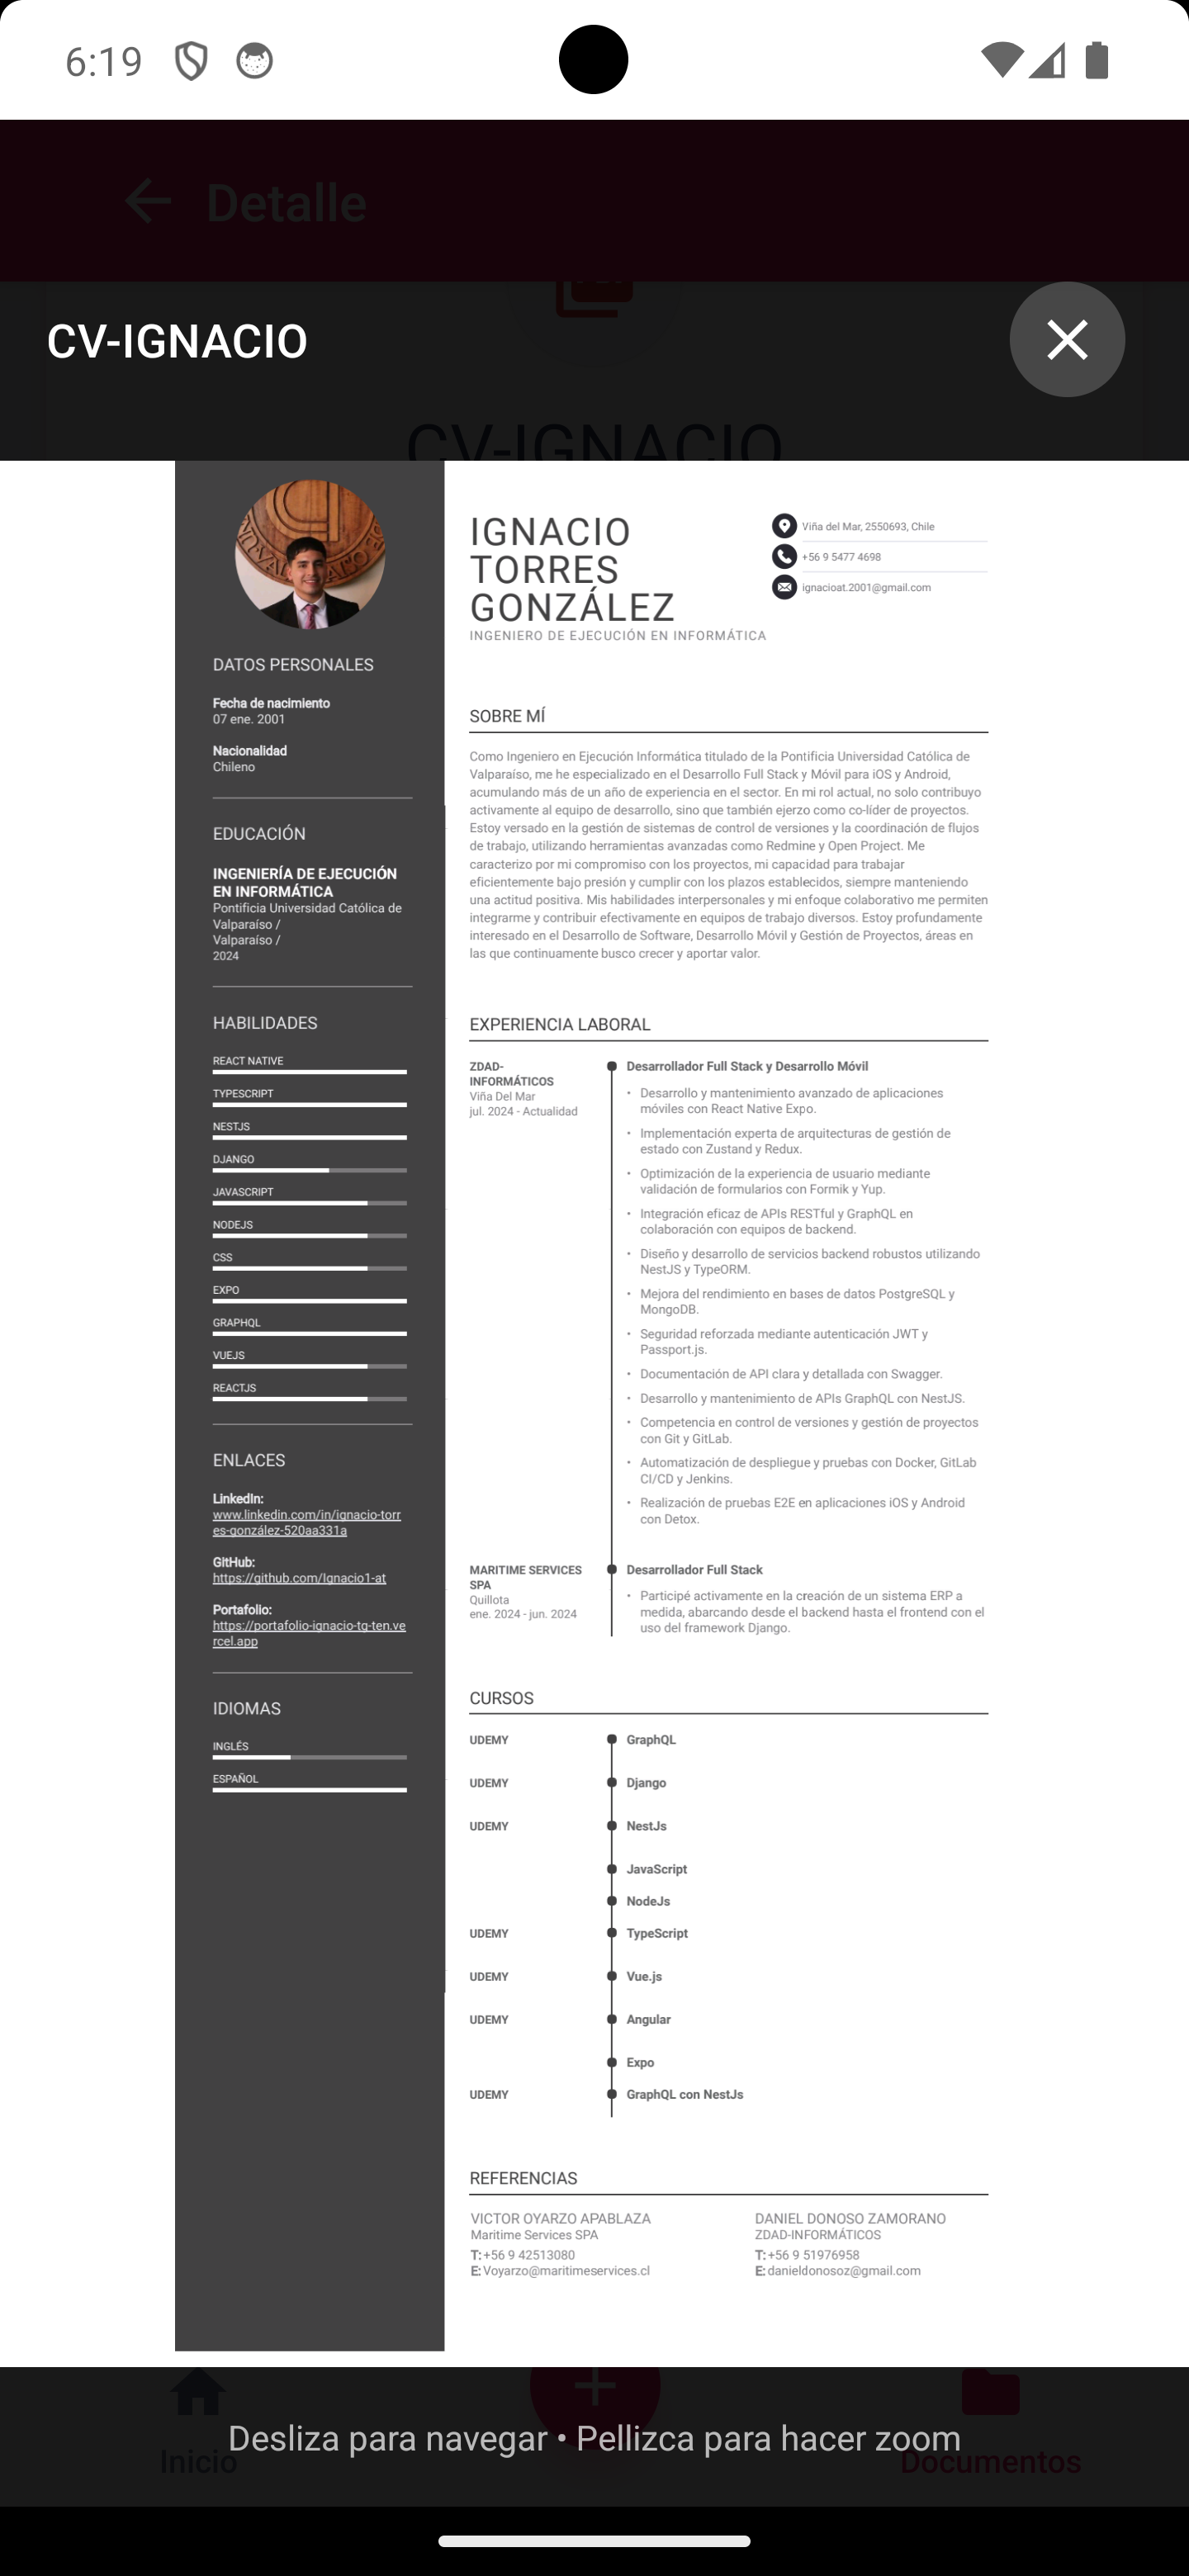 6:19
Detalle
CV-IGNACIO
CV-IGNACIO
IGNACIO
TORRES
GONZÁLEZ
INGENIERO DE EJECUCIÓN EN INFORMÁTICA
Viña del Mar, 2550693, Chile
+56 9 5477 4698
ignacioat.2001@gmail.com
DATOS PERSONALES
Fecha de nacimiento
07 ene. 2001
Nacionalidad
Chileno
EDUCACIÓN
INGENIERÍA DE EJECUCIÓN
EN INFORMÁTICA
Pontificia Universidad Católica de
Valparaíso /
Valparaíso /
2024
HABILIDADES
REACT NATIVE
TYPESCRIPT
NESTJS
DJANGO
JAVASCRIPT
NODEJS
CSS
EXPO
GRAPHQL
VUEJS
REACTJS
ENLACES
LinkedIn:
www.linkedin.com/in/ignacio-torr
es-gonzález-520aa331a
GitHub:
https://github.com/Ignacio1-at
Portafolio:
https://portafolio-ignacio-tg-ten.ve
rcel.app
IDIOMAS
INGLÉS
ESPAÑOL
SOBRE MÍ
Como Ingeniero en Ejecución Informática titulado de la Pontificia Universidad Católica de
Valparaíso, me he especializado en el Desarrollo Full Stack y Móvil para iOS y Android,
acumulando más de un año de experiencia en el sector. En mi rol actual, no solo contribuyo
activamente al equipo de desarrollo, sino que también ejerzo como co-líder de proyectos.
Estoy versado en la gestión de sistemas de control de versiones y la coordinación de flujos
de trabajo, utilizando herramientas avanzadas como Redmine y Open Project. Me
caracterizo por mi compromiso con los proyectos, mi capacidad para trabajar
eficientemente bajo presión y cumplir con los plazos establecidos, siempre manteniendo
una actitud positiva. Mis habilidades interpersonales y mi enfoque colaborativo me permiten
integrarme y contribuir efectivamente en equipos de trabajo diversos. Estoy profundamente
interesado en el Desarrollo de Software, Desarrollo Móvil y Gestión de Proyectos, áreas en
las que continuamente busco crecer y aportar valor.
EXPERIENCIA LABORAL
ZDAD-
INFORMÁTICOS
Viña Del Mar
jul. 2024 - Actualidad
Desarrollador Full Stack y Desarrollo Móvil
• Desarrollo y mantenimiento avanzado de aplicaciones
móviles con React Native Expo.
• Implementación experta de arquitecturas de gestión de
estado con Zustand y Redux.
• Optimización de la experiencia de usuario mediante
validación de formularios con Formik y Yup.
• Integración eficaz de APIs RESTful y GraphQL en
colaboración con equipos de backend.
• Diseño y desarrollo de servicios backend robustos utilizando
NestJS y TypeORM.
• Mejora del rendimiento en bases de datos PostgreSQL y
MongoDB.
• Seguridad reforzada mediante autenticación JWT y
Passport.js.
• Documentación de API clara y detallada con Swagger.
• Desarrollo y mantenimiento de APIs GraphQL con NestJS.
• Competencia en control de versiones y gestión de proyectos
con Git y GitLab.
• Automatización de despliegue y pruebas con Docker, GitLab
CI/CD y Jenkins.
• Realización de pruebas E2E en aplicaciones iOS y Android
con Detox.
MARITIME SERVICES
SPA
Quillota
ene. 2024 - jun. 2024
Desarrollador Full Stack
• Participé activamente en la creación de un sistema ERP a
medida, abarcando desde el backend hasta el frontend con el
uso del framework Django.
CURSOS
UDEMY GraphQL
UDEMY Django
UDEMY NestJs
JavaScript
NodeJs
UDEMY TypeScript
UDEMY Vue.js
UDEMY Angular
Expo
UDEMY GraphQL con NestJs
REFERENCIAS
VICTOR OYARZO APABLAZA
Maritime Services SPA
T: +56 9 42513080
E: Voyarzo@maritimeservices.cl
DANIEL DONOSO ZAMORANO
ZDAD-INFORMÁTICOS
T: +56 9 51976958
E: danieldonosoz@gmail.com
Desliza para navegar • Pellizca para hacer zoom
Inicio
Documentos